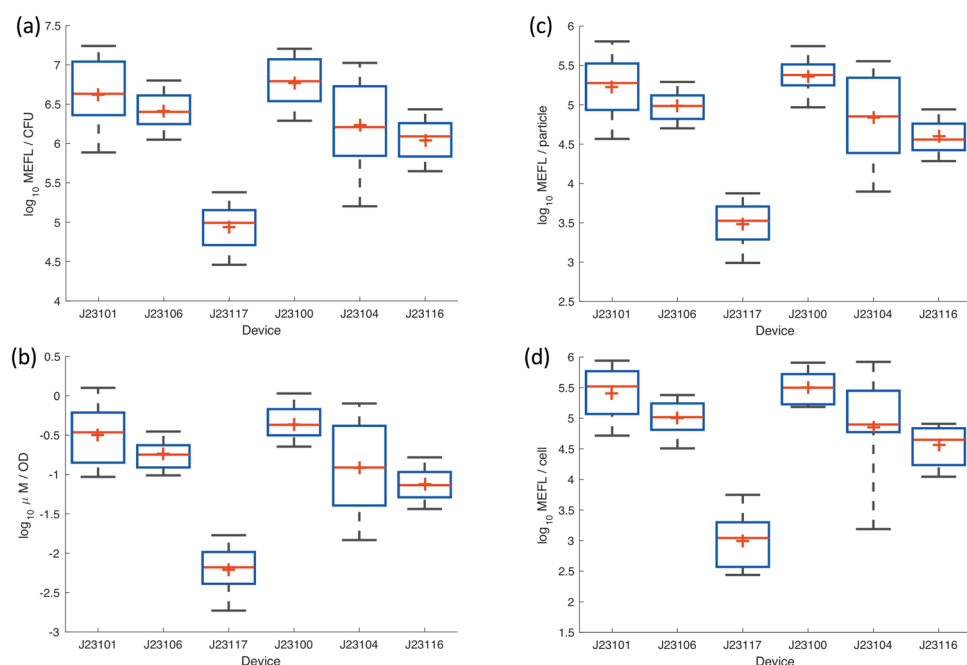 (a)
7.5
7
6.5
6
5.5
5
4.5
4
log10 MEFL / CFU
J23101 J23106 J23117 J23100 J23104 J23116
Device
(c)
6
5.5
5
4.5
4
3.5
3
2.5
log10 MEFL / particle
J23101 J23106 J23117 J23100 J23104 J23116
Device
(b)
0.5
0
-0.5
-1
-1.5
-2
-2.5
-3
log10 μ M / OD
J23101 J23106 J23117 J23100 J23104 J23116
Device
(d)
6
5.5
5
4.5
4
3.5
3
2.5
2
1.5
log10 MEFL / cell
J23101 J23106 J23117 J23100 J23104 J23116
Device